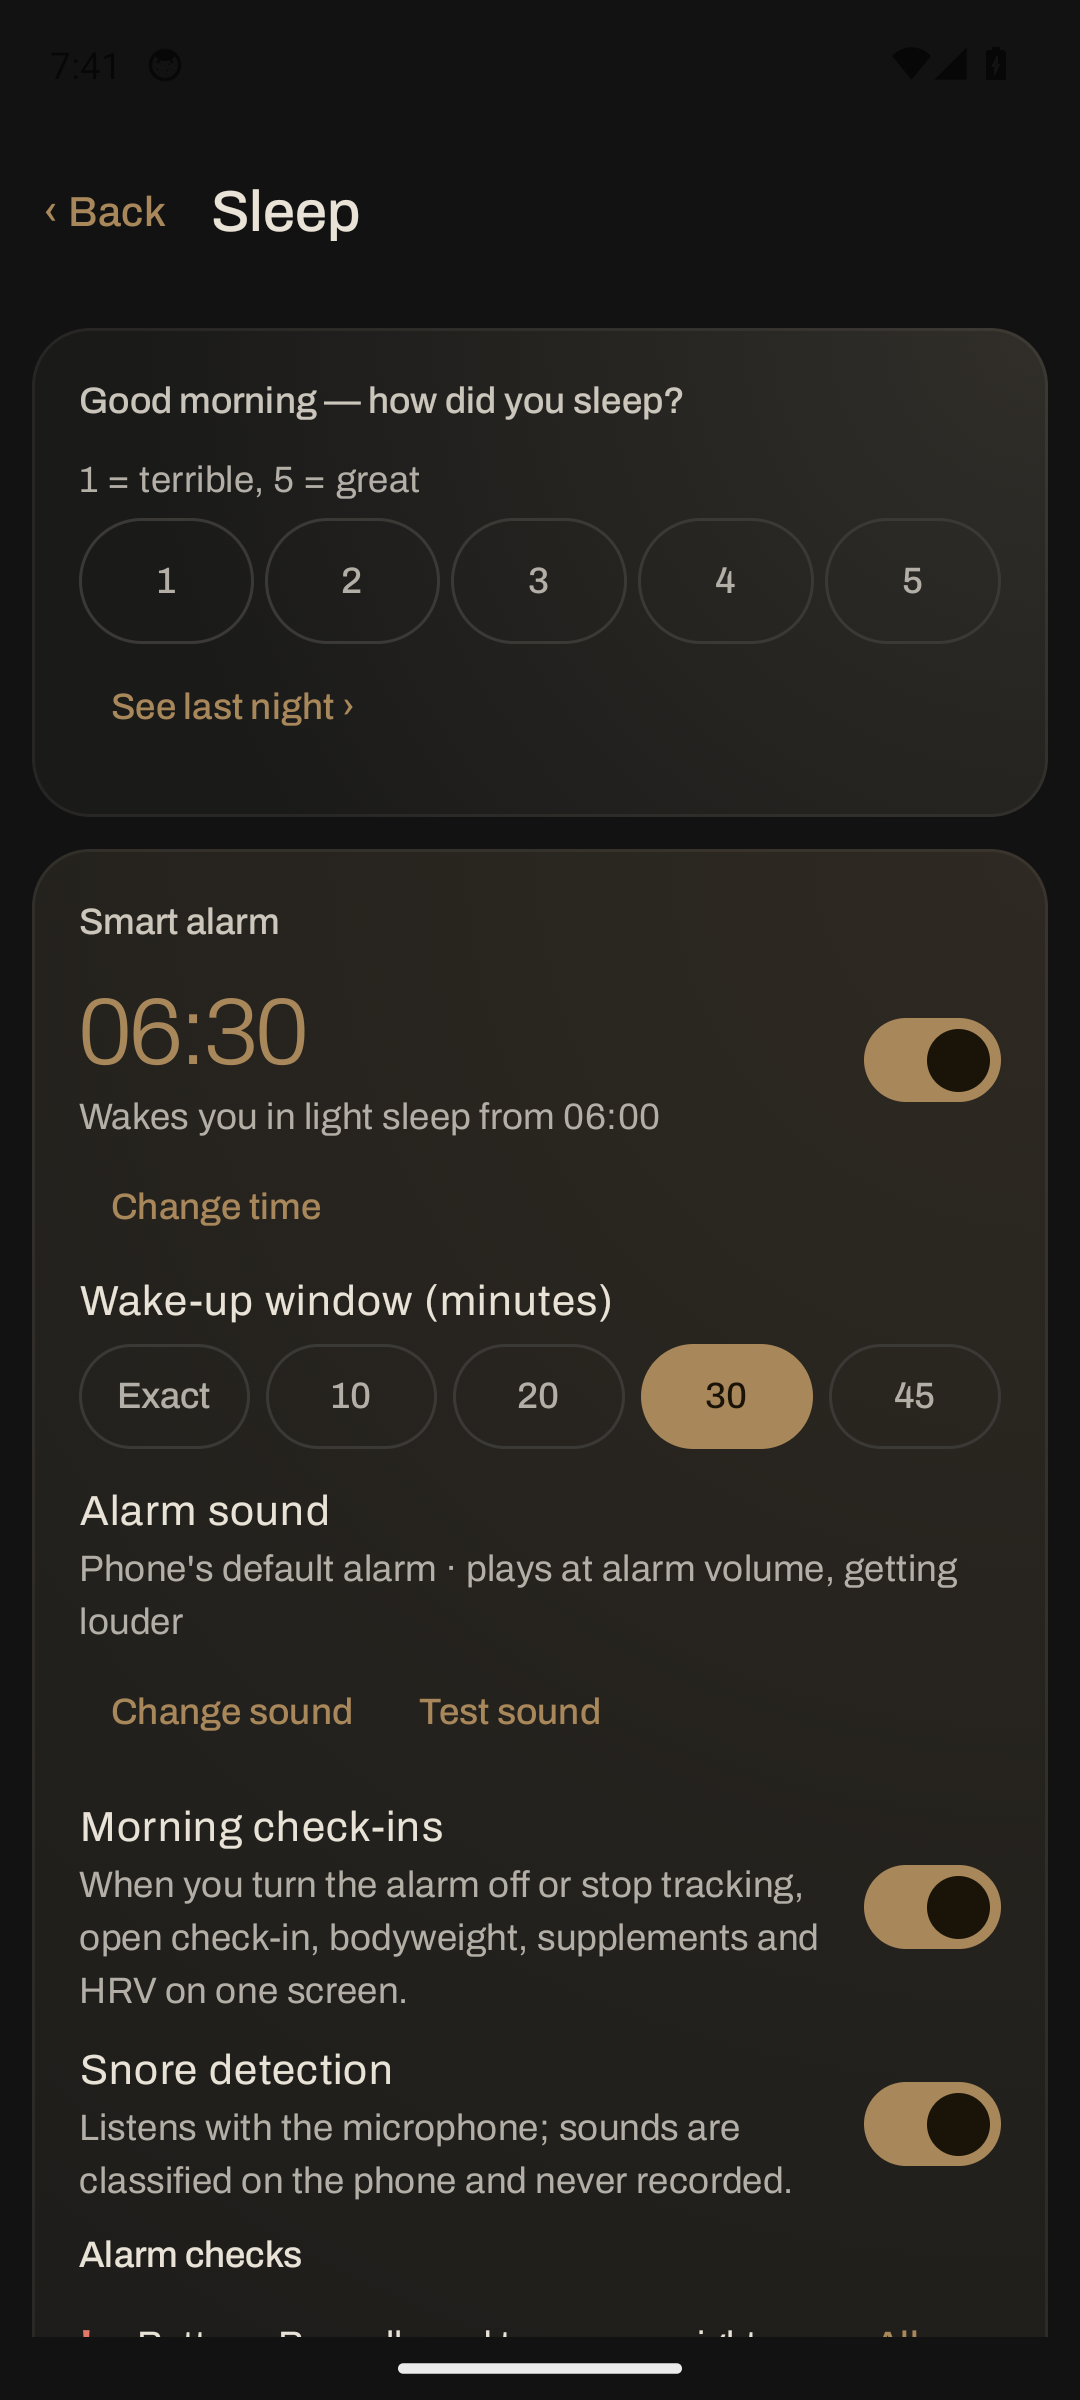 7:41
‹ Back Sleep
Good morning — how did you sleep?
1 = terrible, 5 = great
1 2 3 4 5
See last night ›
Smart alarm
06:30
Wakes you in light sleep from 06:00
Change time
Wake-up window (minutes)
Exact 10 20 30 45
Alarm sound
Phone's default alarm · plays at alarm volume, getting
louder
Change sound Test sound
Morning check-ins
When you turn the alarm off or stop tracking,
open check-in, bodyweight, supplements and
HRV on one screen.
Snore detection
Listens with the microphone; sounds are
classified on the phone and never recorded.
Alarm checks